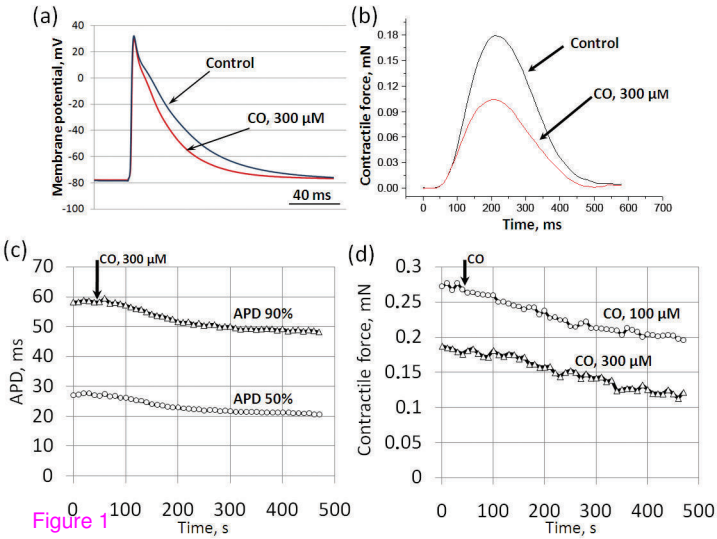 (a)
Membrane potential, mV
40
20
0
-20
-40
-60
-80
-100
Control
CO, 300 µM
40 ms
(b)
Contractile force, mN
0.18
0.15
0.12
0.09
0.06
0.03
0.00
Control
CO, 300 µM
0 100 200 300 400 500 600 700
Time, ms
(c)
APD, ms
70
60
50
40
30
20
10
0
CO, 300 µM
APD 90%
APD 50%
0 100 200 300 400 500
Time, s
(d)
Contractile force, mN
0.3
0.25
0.2
0.15
0.1
0.05
0
CO
CO, 100 µM
CO, 300 µM
0 100 200 300 400 500
Time, s
Figure 1